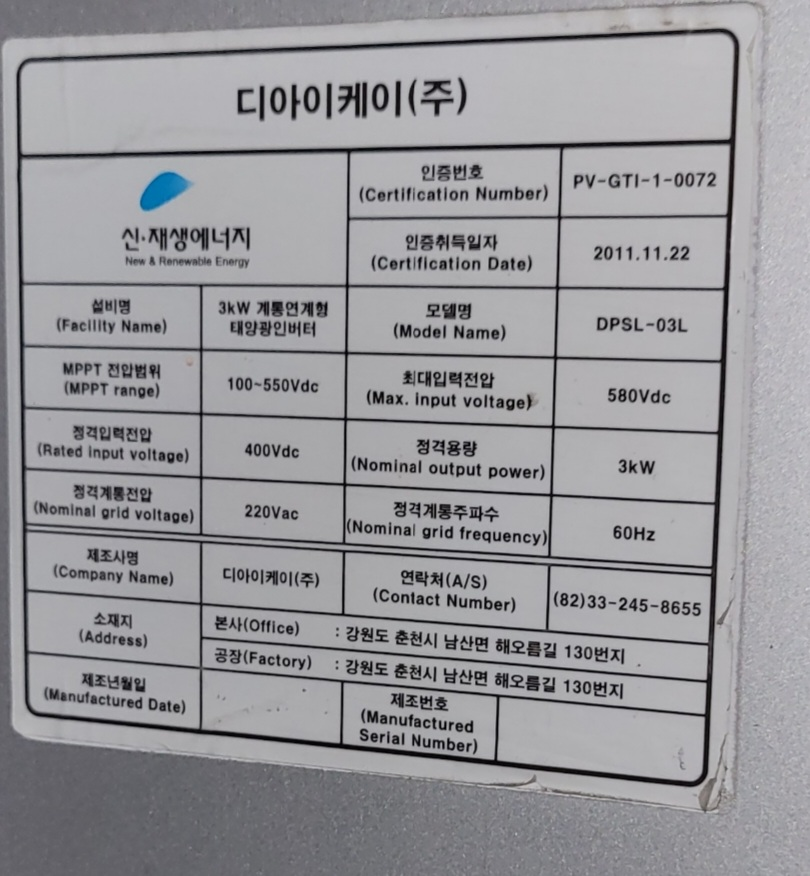 디아이케이(주)
신·재생에너지
New & Renewable Energy
인증번호
(Certification Number)
PV-GTI-1-0072
인증취득일자
(Certification Date)
2011.11.22
설비명
(Facility Name)
3kW 계통연계형
태양광인버터
모델명
(Model Name)
DPSL-03L
MPPT 전압범위
(MPPT range)
100~550Vdc
최대입력전압
(Max. input voltage)
580Vdc
정격입력전압
(Rated input voltage)
400Vdc
정격용량
(Nominal output power)
3kW
정격계통전압
(Nominal grid voltage)
220Vac
정격계통주파수
(Nominal grid frequency)
60Hz
제조사명
(Company Name)
디아이케이(주)
연락처(A/S)
(Contact Number)
(82)33-245-8655
소재지
(Address)
본사(Office) : 강원도 춘천시 남산면 해오름길 130번지
공장(Factory) : 강원도 춘천시 남산면 해오름길 130번지
제조년월일
(Manufactured Date)
제조번호
(Manufactured
Serial Number)